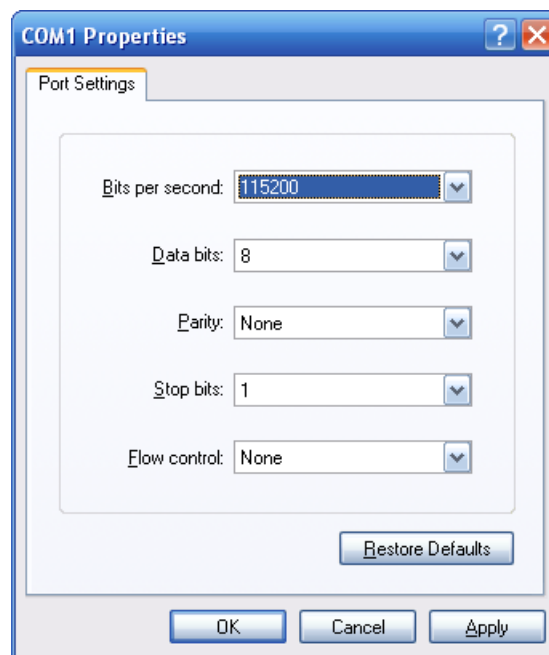 COM1 Properties
Port Settings
Bits per second: 115200
Data bits: 8
Parity: None
Stop bits: 1
Flow control: None
Restore Defaults
OK Cancel Apply